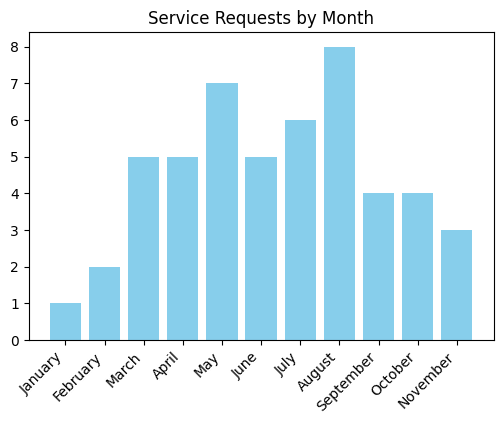 Service Requests by Month
8
7
6
5
4
3
2
1
0
January
February
March
April
May
June
July
August
September
October
November